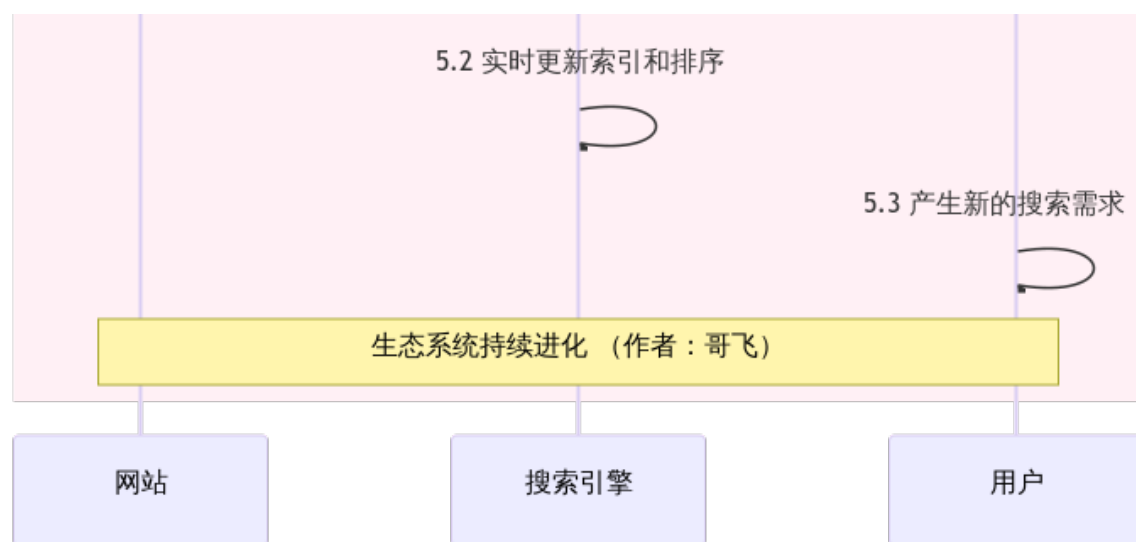 5.2 实时更新索引和排序
5.3 产生新的搜索需求
生态系统持续进化 （作者：哥飞）
网站
搜索引擎
用户